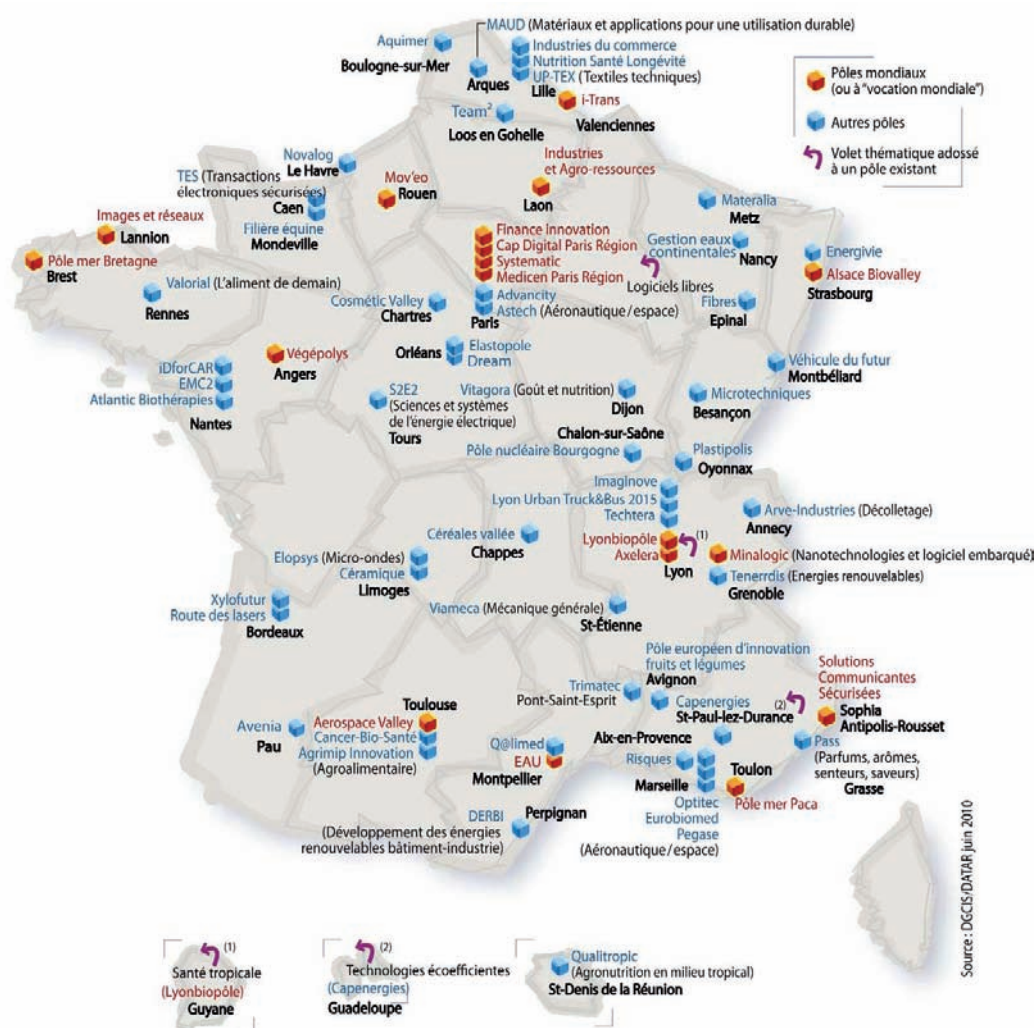 MAUD (Matériaux et applications pour une utilisation durable)
Aquimer
Boulogne-sur-Mer
Arques
Industries du commerce
Nutrition Santé Longévité
UP-TEX (Textiles techniques)
Lille
i-Trans
Valenciennes
Team²
Loos en Gohelle
Pôles mondiaux
(ou à "vocation mondiale")
Autres pôles
Volet thématique adossé
à un pôle existant
Novalog
Le Havre
TES (Transactions
électroniques sécurisées)
Caen
Filière équine
Mondeville
Mov'eo
Rouen
Industries
et Agro-ressources
Laon
Materalia
Metz
Images et réseaux
Lannion
Pôle mer Bretagne
Brest
Valorial (L'aliment de demain)
Rennes
Finance Innovation
Cap Digital Paris Région
Systematic
Medicen Paris Région
Logiciels libres
Advancity
Astech (Aéronautique/espace)
Paris
Gestion eaux
continentales
Nancy
Energivie
Alsace Biovalley
Strasbourg
Fibres
Epinal
Cosmétic Valley
Chartres
Orléans
Elastopole
Dream
Végépolys
Angers
iDforCAR
EMC2
Atlantic Biothérapies
Nantes
S2E2
(Sciences et systèmes
de l'énergie électrique)
Tours
Vitagora (Goût et nutrition)
Dijon
Véhicule du futur
Montbéliard
Microtechniques
Besançon
Chalon-sur-Saône
Pôle nucléaire Bourgogne
Plastipolis
Oyonnax
Imaginove
Lyon Urban Truck&Bus 2015
Techtera
Lyonbiopôle
(1)
Axelera
Lyon
Arve-Industries (Décolletage)
Annecy
Minalogic (Nanotechnologies et logiciel embarqué)
Tenerrdis (Energies renouvelables)
Grenoble
Céréales vallée
Chappes
Elopsys (Micro-ondes)
Céramique
Limoges
Viameca (Mécanique générale)
St-Étienne
Xylofutur
Route des lasers
Bordeaux
Pôle européen d'innovation
fruits et légumes
Avignon
Trimatec
Pont-Saint-Esprit
Capenergies
(2)
St-Paul-lez-Durance
Solutions
Communicantes
Sécurisées
Sophia
Antipolis-Rousset
Toulouse
Aerospace Valley
Cancer-Bio-Santé
Agrimip Innovation
(Agroalimentaire)
Avenia
Pau
Q@limed
EAU
Montpellier
Aix-en-Provence
Risques
Marseille
Optitec
Eurobiomed
Pegase
(Aéronautique/espace)
Toulon
Pôle mer Paca
Pass
(Parfums, arômes,
senteurs, saveurs)
Grasse
Perpignan
DERBI
(Développement des énergies
renouvelables bâtiment-industrie)
Source : DGCIS/DATAR juin 2010
(1)
Santé tropicale
(Lyonbiopôle)
Guyane
(2)
Technologies écoefficientes
(Capenergies)
Guadeloupe
Qualitropic
(Agronutrition en milieu tropical)
St-Denis de la Réunion